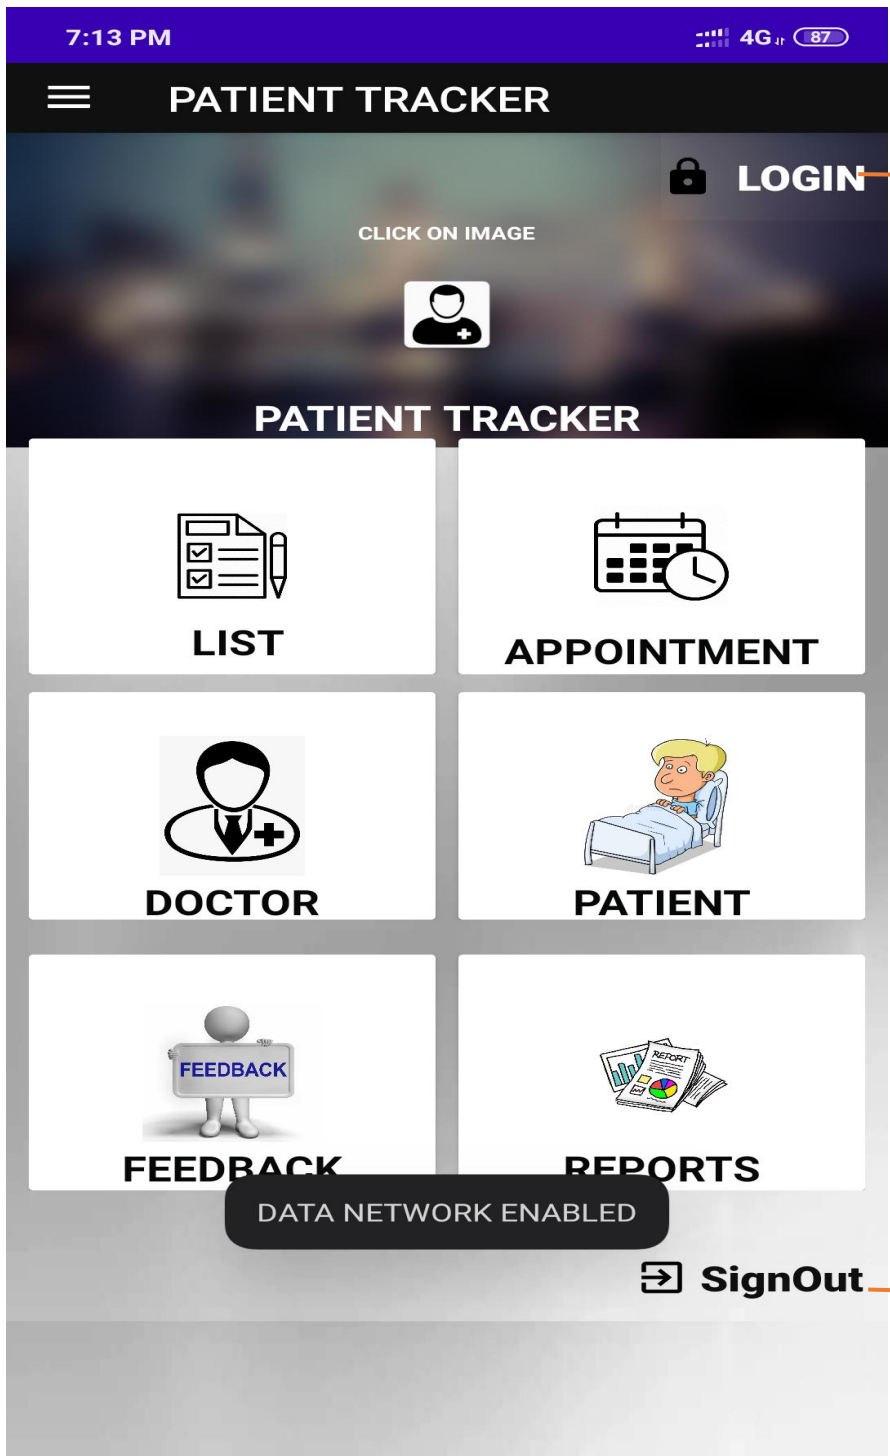 7:13 PM 4G 87
PATIENT TRACKER
LOGIN
CLICK ON IMAGE
PATIENT TRACKER
LIST
APPOINTMENT
DOCTOR
PATIENT
FEEDBACK
REPORT
FEEDBACK
REPORTS
DATA NETWORK ENABLED
SignOut